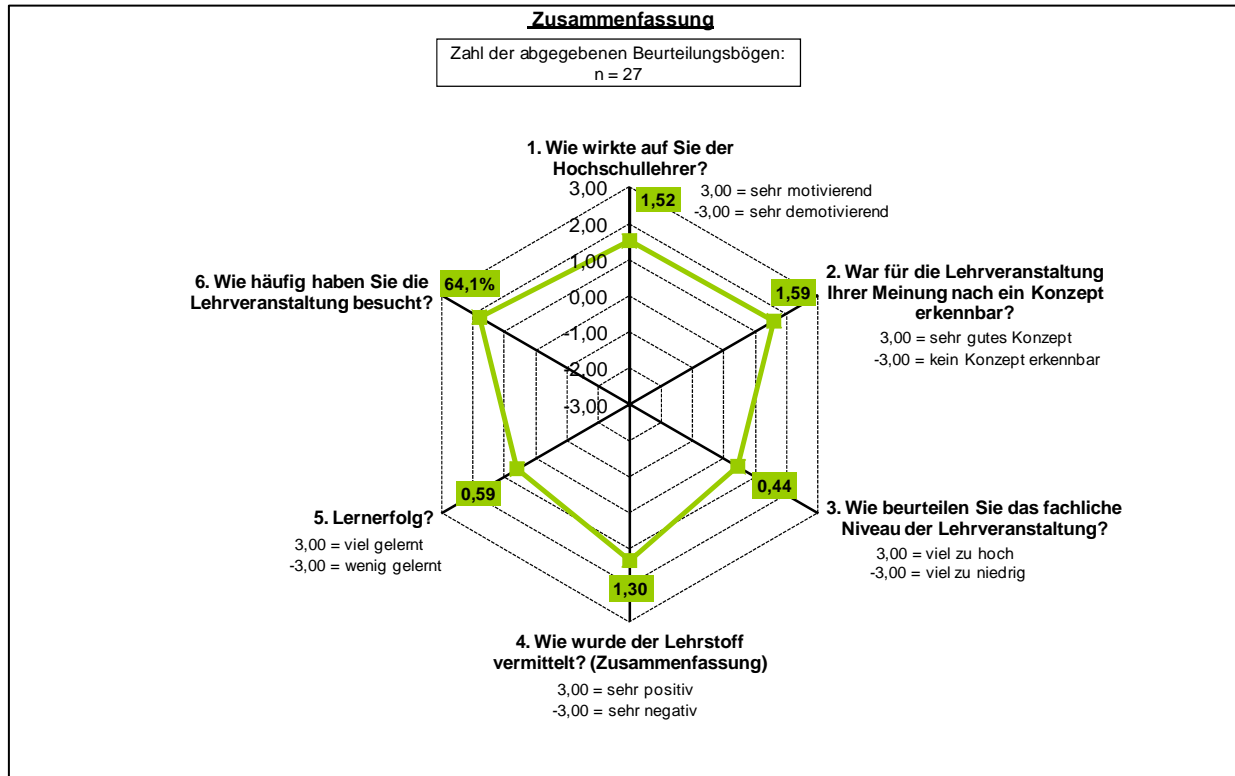 Zusammenfassung
Zahl der abgegebenen Beurteilungsbögen:
n = 27
1. Wie wirkte auf Sie der
Hochschullehrer?
3,00 = sehr motivierend
-3,00 = sehr demotivierend
1,52
3,00
2,00
1,00
0,00
-1,00
-2,00
-3,00
2. War für die Lehrveranstaltung
Ihrer Meinung nach ein Konzept
erkennbar?
3,00 = sehr gutes Konzept
-3,00 = kein Konzept erkennbar
1,59
3. Wie beurteilen Sie das fachliche
Niveau der Lehrveranstaltung?
3,00 = viel zu hoch
-3,00 = viel zu niedrig
0,44
4. Wie wurde der Lehrstoff
vermittelt? (Zusammenfassung)
3,00 = sehr positiv
-3,00 = sehr negativ
1,30
5. Lernerfolg?
3,00 = viel gelernt
-3,00 = wenig gelernt
0,59
6. Wie häufig haben Sie die
Lehrveranstaltung besucht?
64,1%